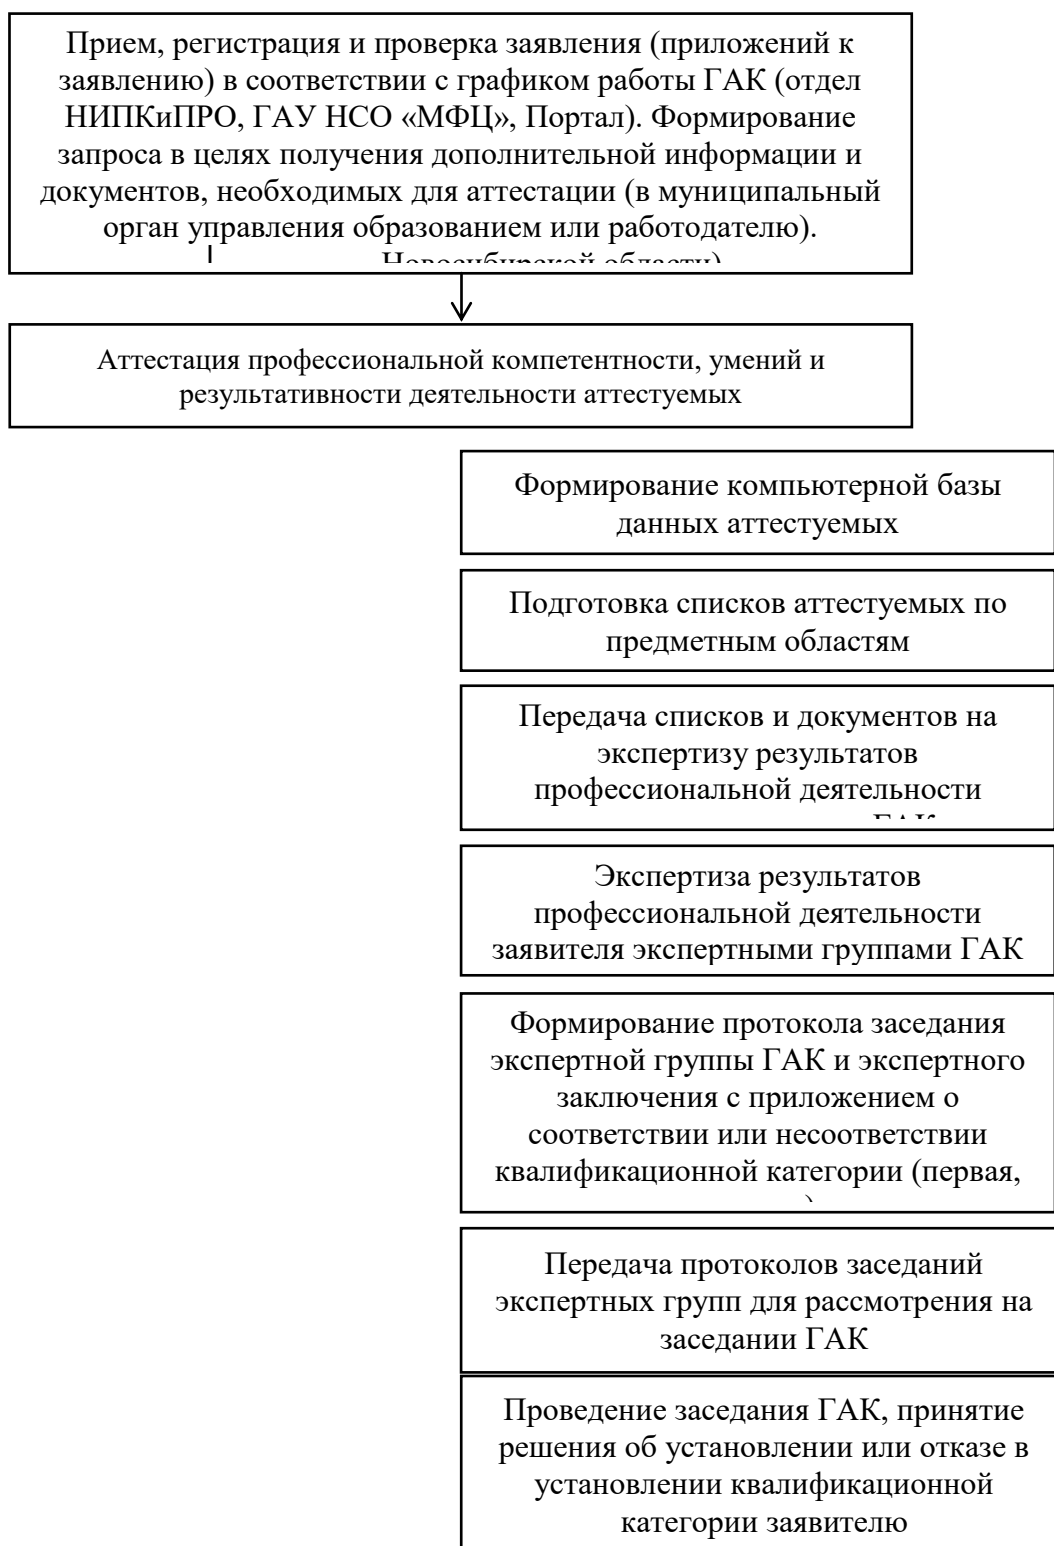 Прием, регистрация и проверка заявления (приложений к
заявлению) в соответствии с графиком работы ГАК (отдел
НИПКиПРО, ГАУ НСО «МФЦ», Портал). Формирование
запроса в целях получения дополнительной информации и
документов, необходимых для аттестации (в муниципальный
орган управления образованием или работодателю).
Новосибирской области)
Аттестация профессиональной компетентности, умений и
результативности деятельности аттестуемых
Формирование компьютерной базы
данных аттестуемых
Подготовка списков аттестуемых по
предметным областям
Передача списков и документов на
экспертизу результатов
профессиональной деятельности
ГАК
Экспертиза результатов
профессиональной деятельности
заявителя экспертными группами ГАК
Формирование протокола заседания
экспертной группы ГАК и экспертного
заключения с приложением о
соответствии или несоответствии
квалификационной категории (первая,
Передача протоколов заседаний
экспертных групп для рассмотрения на
заседании ГАК
Проведение заседания ГАК, принятие
решения об установлении или отказе в
установлении квалификационной
категории заявителю